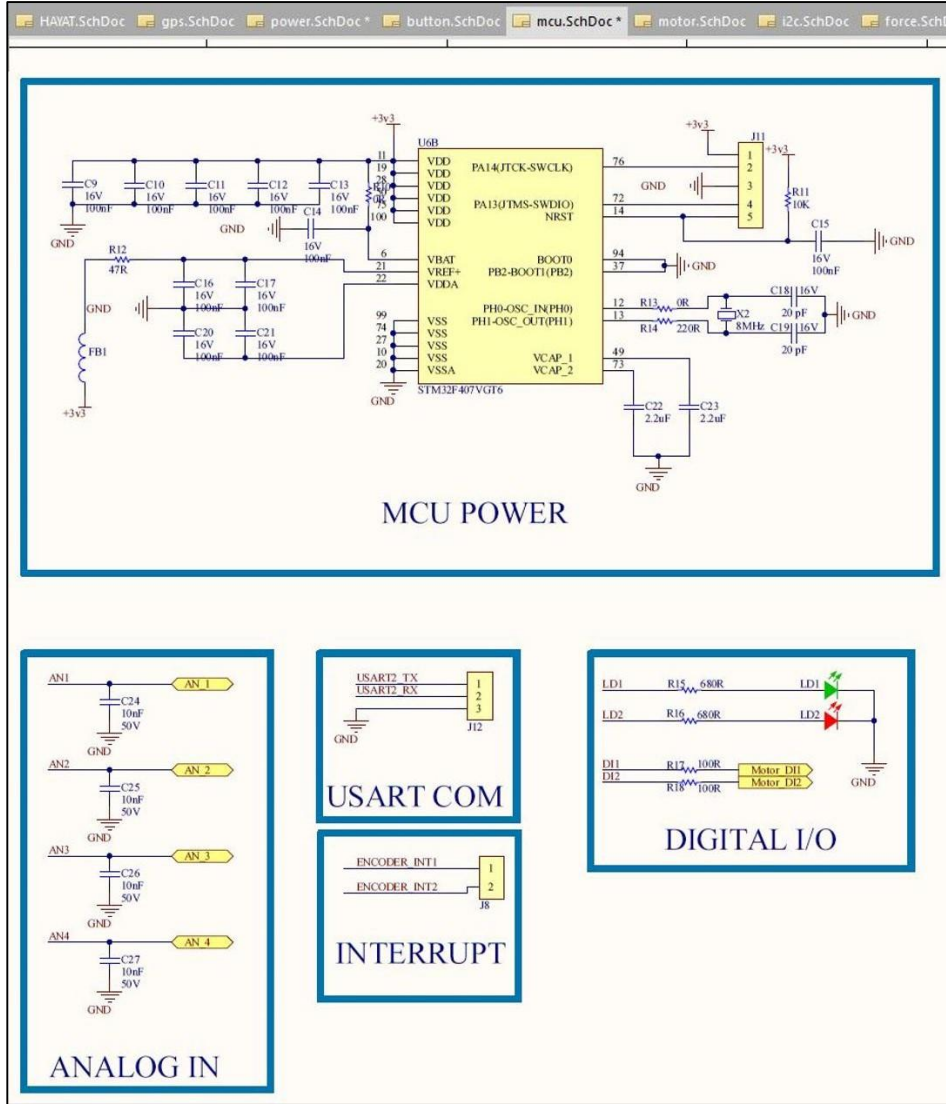 HAYAT.SchDoc gps.SchDoc power.SchDoc * button.SchDoc mcu.SchDoc * motor.SchDoc i2c.SchDoc
+3v3
U6B
11 VDD
19 VDD
28 VDD
VDD
75 VDD
100 VDD
6 VBAT
21 VREF+
22 VDDA
99 VSS
74 VSS
27 VSS
10 VSS
20 VSSA
GND
STM32F407VGT6
PA14(JTCK-SWCLK) 76
PA13(JTMS-SWDIO) 72
NRST 14
BOOT0 94
PB2-BOOT1(PB2) 37
PH0-OSC_IN(PH0) 12
PH1-OSC_OUT(PH1) 13
VCAP_1 49
VCAP_2 73
C9 16V 100nF
C10 16V 100nF
C11 16V 100nF
C12 16V 100nF
C13 16V 100nF
GND
R10
0R
GND
C14
16V
100nF
R12
47R
C16 16V 100nF
C17 16V 100nF
GND
C20 16V 100nF
C21 16V 100nF
FB1
+3v3
+3v3
J11
1
2
3
4
5
GND
+3v3
R11
10K
C15
16V
100nF
GND
GND
R13 0R
R14 220R
X2
8MHz
C18 16V
20 pF
C19 16V
20 pF
GND
C22
2.2uF
C23
2.2uF
GND
MCU POWER
AN1 AN_1
C24
10nF
50V
GND
AN2 AN_2
C25
10nF
50V
GND
AN3 AN_3
C26
10nF
50V
GND
AN4 AN_4
C27
10nF
50V
GND
ANALOG IN
USART2_TX 1
USART2_RX 2
3
GND
J12
USART COM
ENCODER_INT1 1
ENCODER_INT2 2
J8
INTERRUPT
LD1 R15 680R LD1
LD2 R16 680R LD2
DI1 R17 100R Motor_DI1
DI2 R18 100R Motor_DI2
GND
DIGITAL I/O